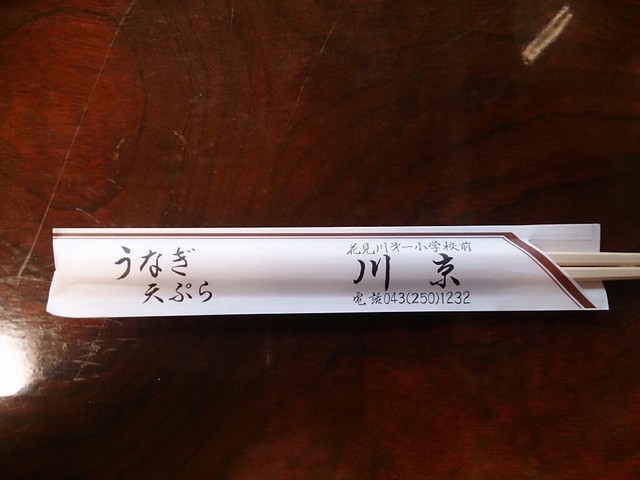 うなぎ
天ぷら
花見川第一小学校前
川京
電話043(250)1232